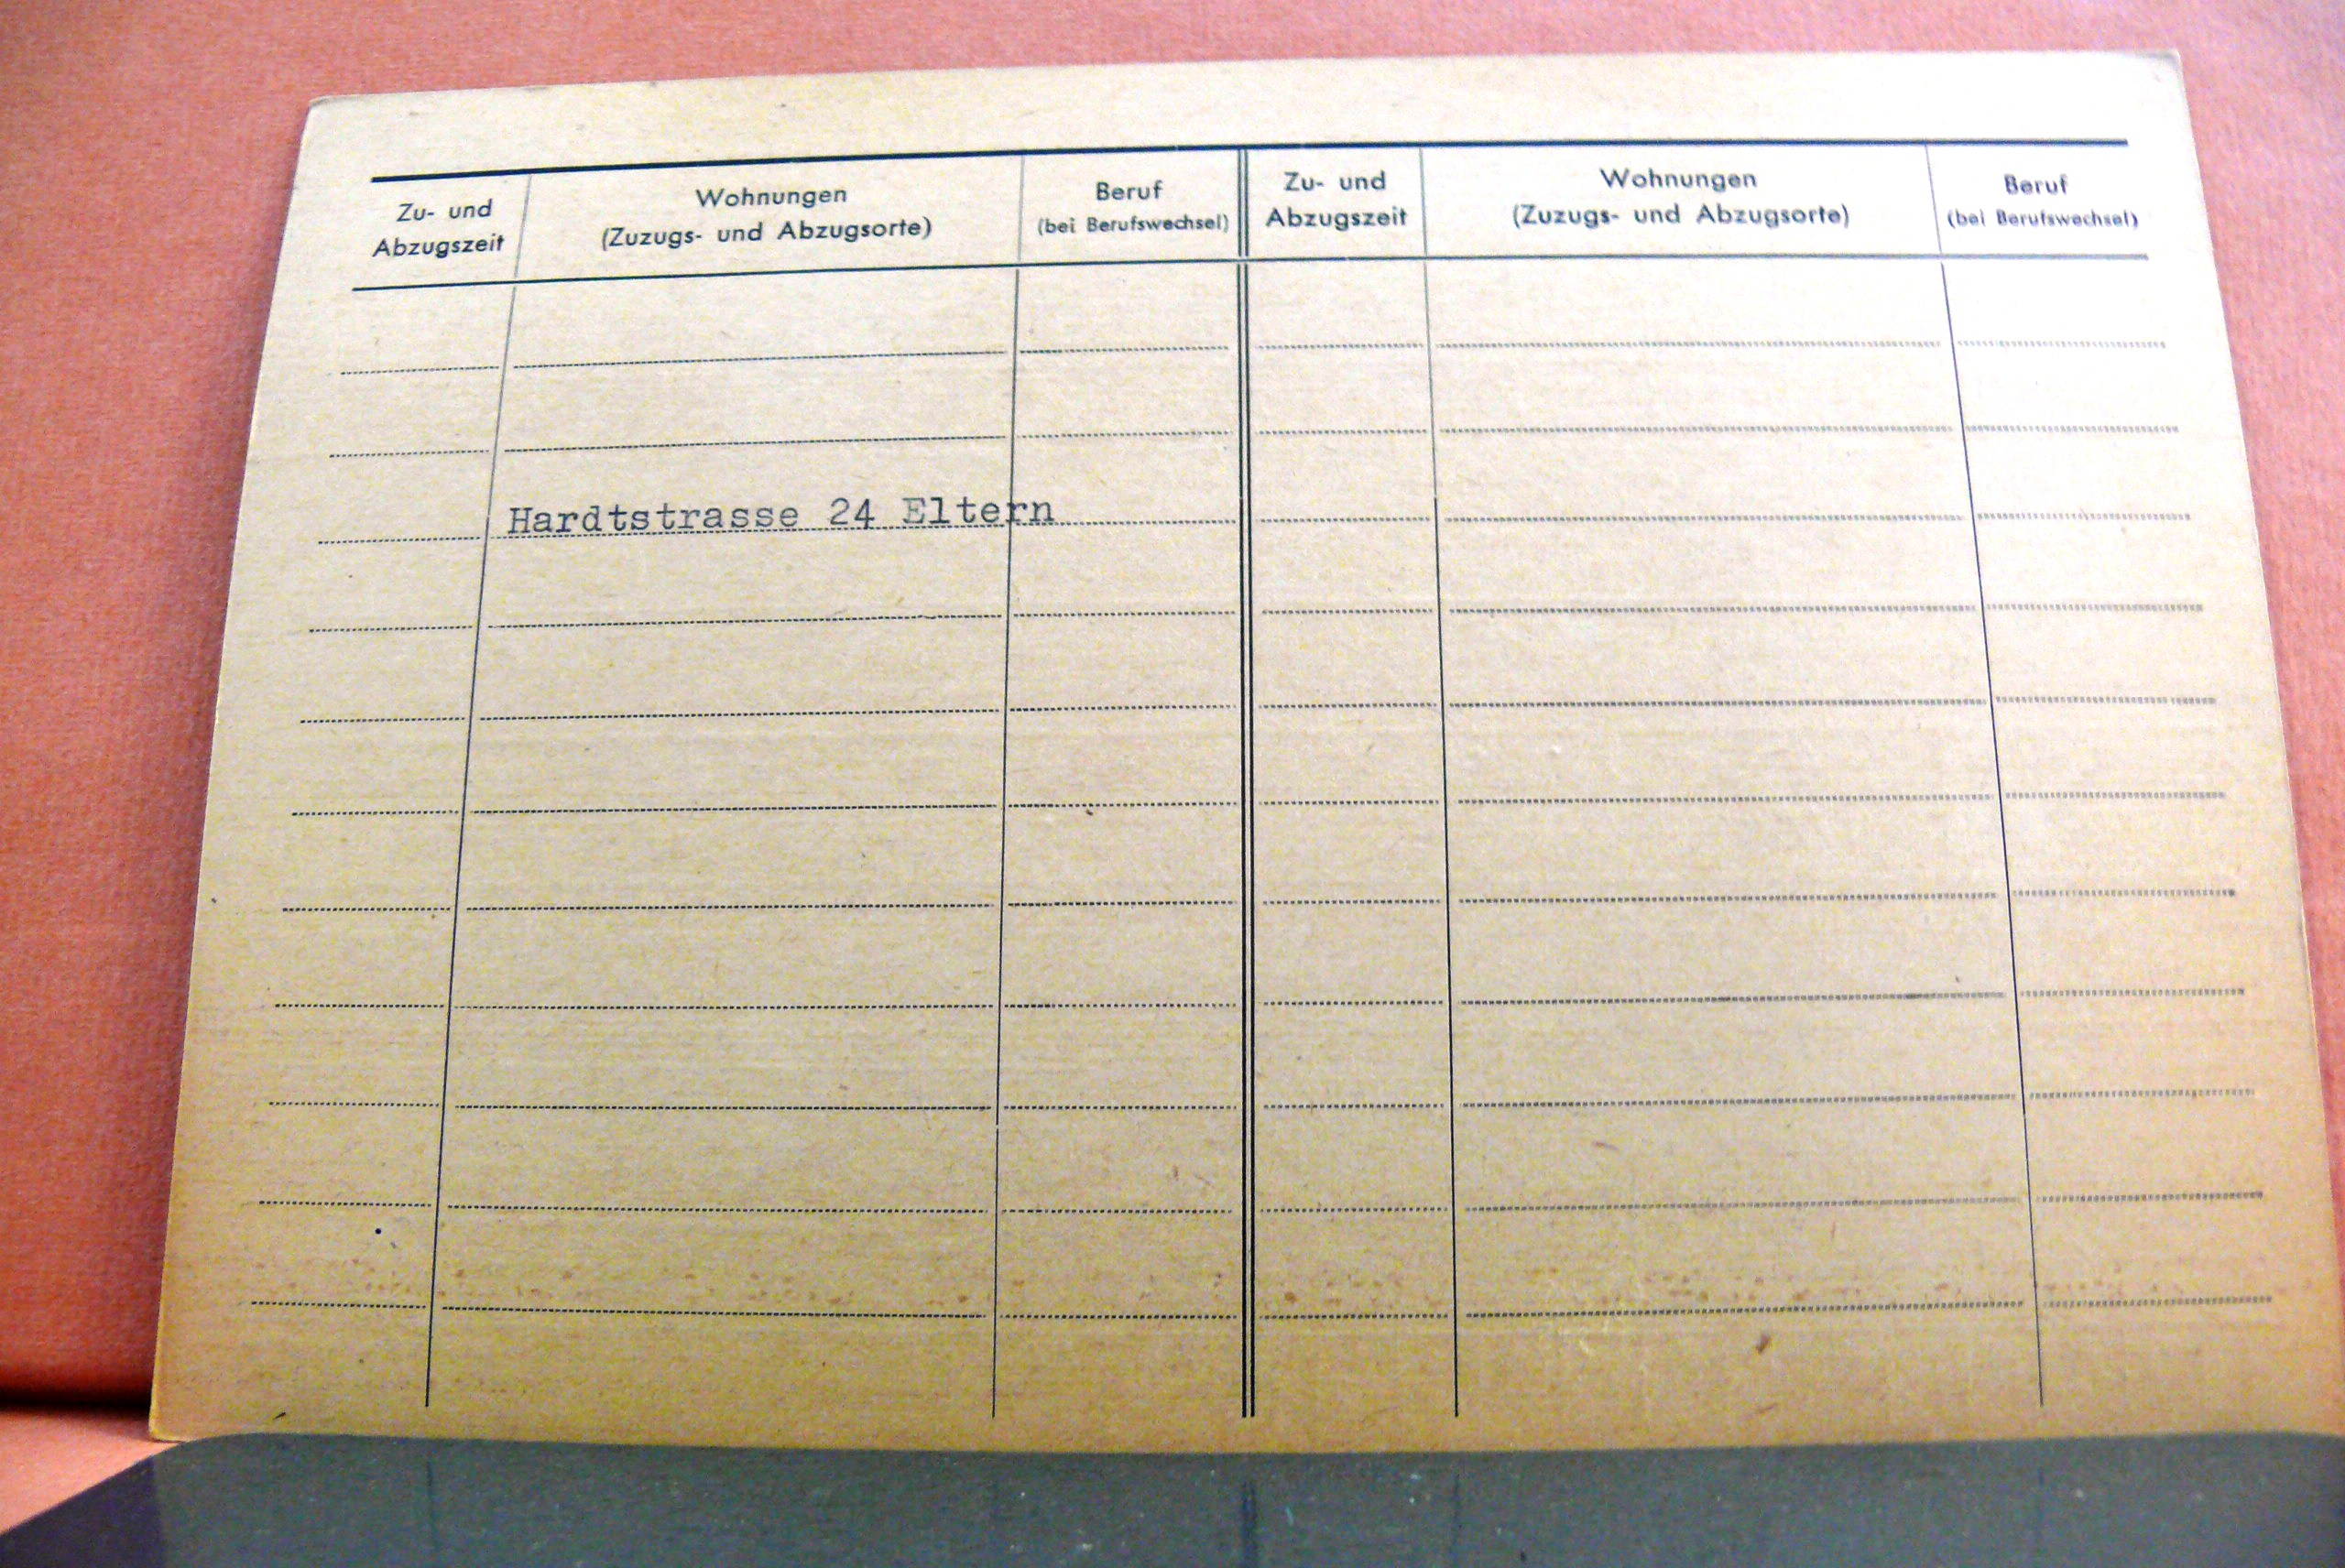 Zu- und
Abzugszeit
Wohnungen
(Zuzugs- und Abzugsorte)
Beruf
(bei Berufswechsel)
Zu- und
Abzugszeit
Wohnungen
(Zuzugs- und Abzugsorte)
Beruf
(bei Berufswechsel)
Hardtstrasse 24 Eltern